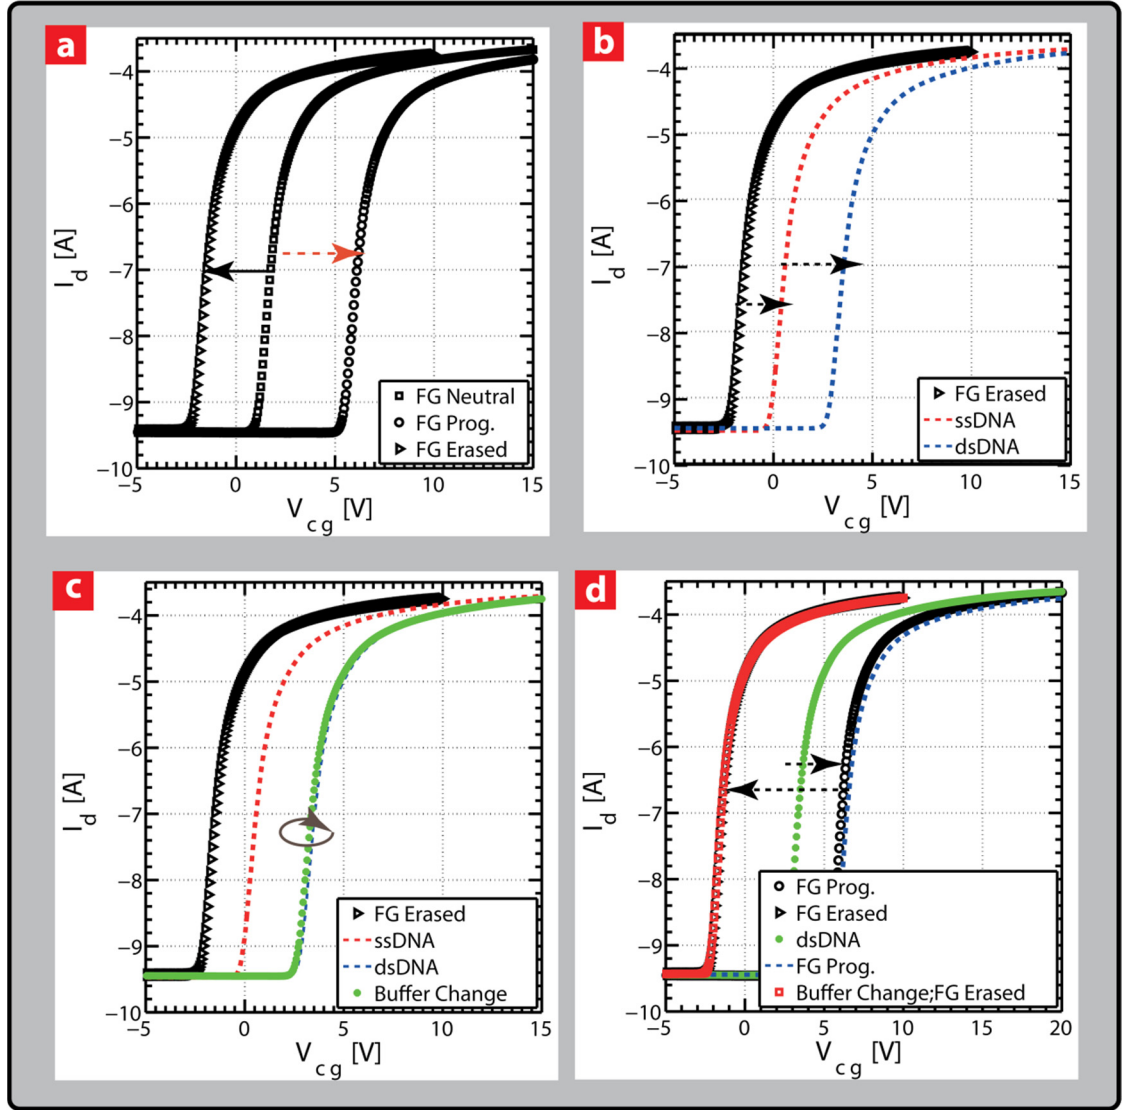 a
−4
−5
−6
−7
−8
−9
−10
I d [A]
FG Neutral
FG Prog.
FG Erased
−5 0 5 10 15
V c g [V]
b
−4
−5
−6
−7
−8
−9
−10
I d [A]
FG Erased
ssDNA
dsDNA
−5 0 5 10 15
V c g [V]
c
−4
−5
−6
−7
−8
−9
−10
I d [A]
FG Erased
ssDNA
dsDNA
Buffer Change
−5 0 5 10 15
V c g [V]
d
−4
−5
−6
−7
−8
−9
−10
I d [A]
FG Prog.
FG Erased
dsDNA
FG Prog.
Buffer Change;FG Erased
−5 0 5 10 15 20
V c g [V]